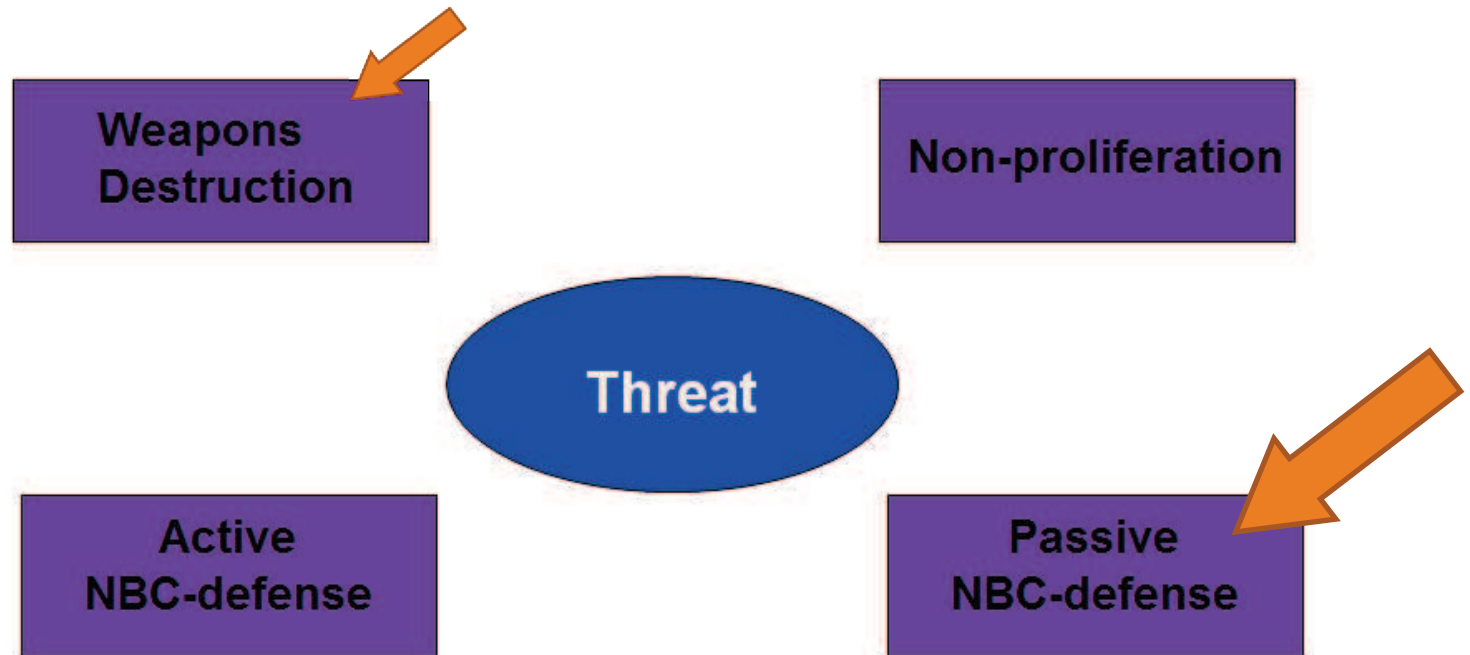 Weapons
Destruction
Non-proliferation
Threat
Active
NBC-defense
Passive
NBC-defense